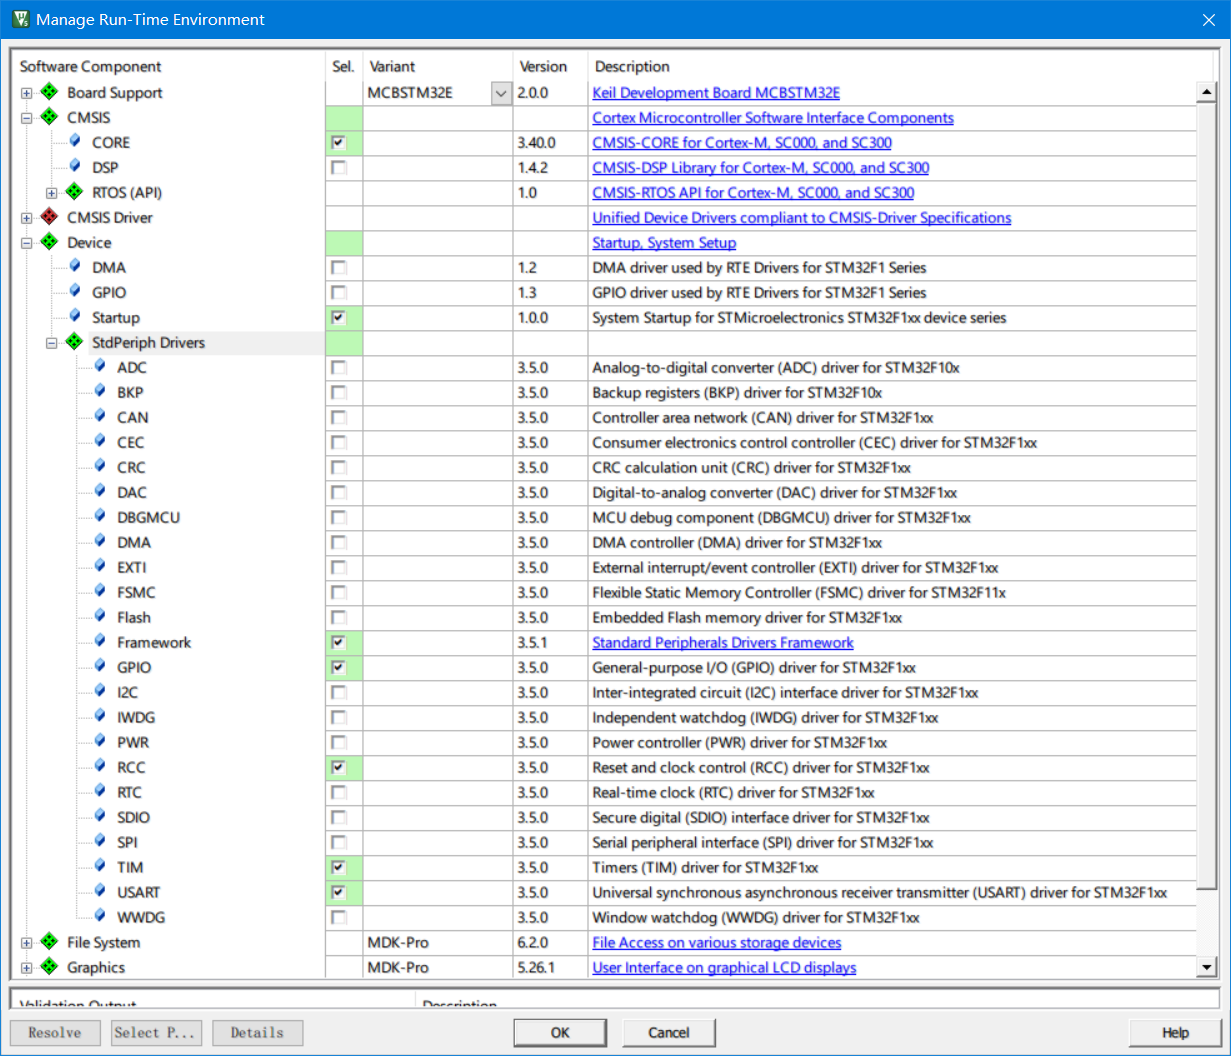 Manage Run-Time Environment
Software Component Sel. Variant Version Description
Board Support MCBSTM32E 2.0.0 Keil Development Board MCBSTM32E
CMSIS Cortex Microcontroller Software Interface Components
CORE 3.40.0 CMSIS-CORE for Cortex-M, SC000, and SC300
DSP 1.4.2 CMSIS-DSP Library for Cortex-M, SC000, and SC300
RTOS (API) 1.0 CMSIS-RTOS API for Cortex-M, SC000, and SC300
CMSIS Driver Unified Device Drivers compliant to CMSIS-Driver Specifications
Device Startup, System Setup
DMA 1.2 DMA driver used by RTE Drivers for STM32F1 Series
GPIO 1.3 GPIO driver used by RTE Drivers for STM32F1 Series
Startup 1.0.0 System Startup for STMicroelectronics STM32F1xx device series
StdPeriph Drivers
ADC 3.5.0 Analog-to-digital converter (ADC) driver for STM32F10x
BKP 3.5.0 Backup registers (BKP) driver for STM32F10x
CAN 3.5.0 Controller area network (CAN) driver for STM32F1xx
CEC 3.5.0 Consumer electronics control controller (CEC) driver for STM32F1xx
CRC 3.5.0 CRC calculation unit (CRC) driver for STM32F1xx
DAC 3.5.0 Digital-to-analog converter (DAC) driver for STM32F1xx
DBGMCU 3.5.0 MCU debug component (DBGMCU) driver for STM32F1xx
DMA 3.5.0 DMA controller (DMA) driver for STM32F1xx
EXTI 3.5.0 External interrupt/event controller (EXTI) driver for STM32F1xx
FSMC 3.5.0 Flexible Static Memory Controller (FSMC) driver for STM32F11x
Flash 3.5.0 Embedded Flash memory driver for STM32F1xx
Framework 3.5.1 Standard Peripherals Drivers Framework
GPIO 3.5.0 General-purpose I/O (GPIO) driver for STM32F1xx
I2C 3.5.0 Inter-integrated circuit (I2C) interface driver for STM32F1xx
IWDG 3.5.0 Independent watchdog (IWDG) driver for STM32F1xx
PWR 3.5.0 Power controller (PWR) driver for STM32F1xx
RCC 3.5.0 Reset and clock control (RCC) driver for STM32F1xx
RTC 3.5.0 Real-time clock (RTC) driver for STM32F1xx
SDIO 3.5.0 Secure digital (SDIO) interface driver for STM32F1xx
SPI 3.5.0 Serial peripheral interface (SPI) driver for STM32F1xx
TIM 3.5.0 Timers (TIM) driver for STM32F1xx
USART 3.5.0 Universal synchronous asynchronous receiver transmitter (USART) driver for STM32F1xx
WWDG 3.5.0 Window watchdog (WWDG) driver for STM32F1xx
File System MDK-Pro 6.2.0 File Access on various storage devices
Graphics MDK-Pro 5.26.1 User Interface on graphical LCD displays
Validation Output Description
Resolve Select P... Details OK Cancel Help